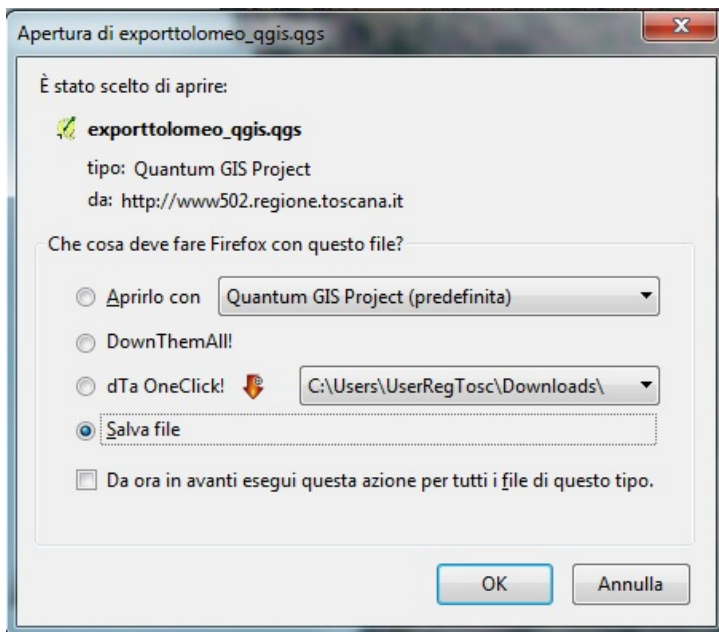 Apertura di exporttolomeo_qgis.qgs
È stato scelto di aprire:
exporttolomeo_qgis.qgs
tipo: Quantum GIS Project
da: http://www502.regione.toscana.it
Che cosa deve fare Firefox con questo file?
Aprirlo con Quantum GIS Project (predefinita)
DownThemAll!
dTa OneClick! C:\Users\UserRegTosc\Downloads\
Salva file
Da ora in avanti esegui questa azione per tutti i file di questo tipo.
OK Annulla